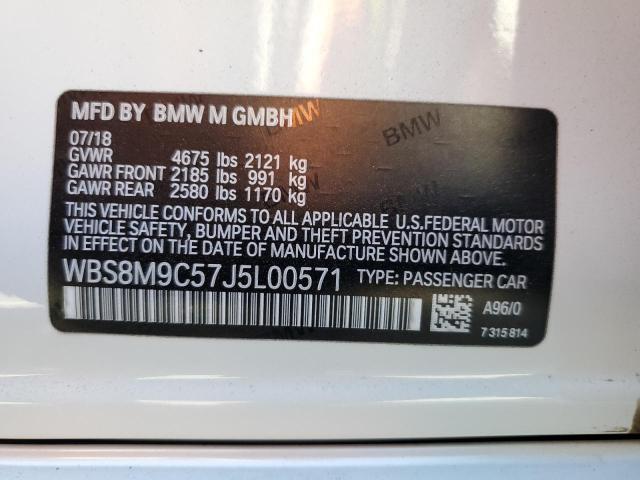 MFD BY BMW M GMBH
07/18
GVWR 4675 lbs 2121 kg
GAWR FRONT 2185 lbs 991 kg
GAWR REAR 2580 lbs 1170 kg
THIS VEHICLE CONFORMS TO ALL APPLICABLE U.S.FEDERAL MOTOR
VEHICLE SAFETY, BUMPER AND THEFT PREVENTION STANDARDS
IN EFFECT ON THE DATE OF MANUFACTURE SHOWN ABOVE.
WBS8M9C57J5L00571 TYPE: PASSENGER CAR
A96/0
7 315 814
BMW
BMW
BMW